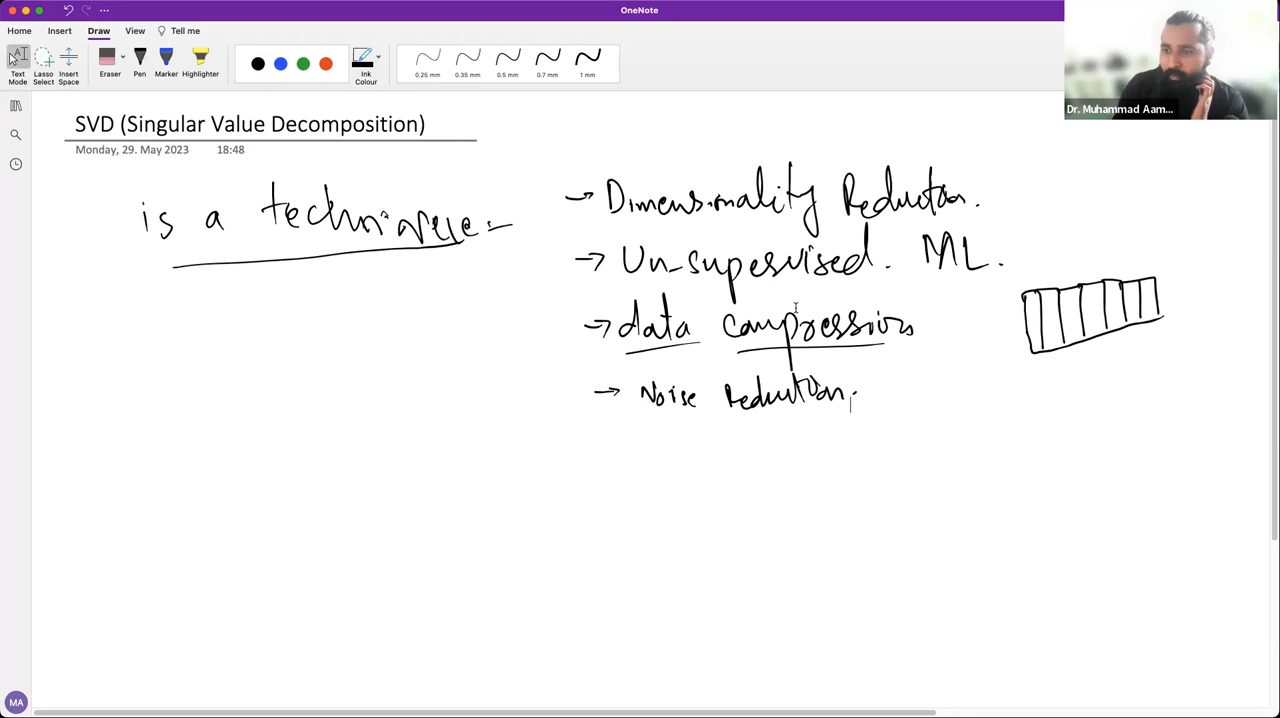 OneNote
Home Insert Draw View Tell me
Text Mode
Lasso Select
Insert Space
Eraser
Pen
Marker
Highlighter
Ink Colour
0.25 mm
0.35 mm
0.5 mm
0.7 mm
1 mm
Dr. Muhammad Aam...
SVD (Singular Value Decomposition)
Monday, 29. May 2023 18:48
is a technique
→ Dimensionality Reduction.
→ Un-supervised. ML.
→ data compression
→ Noise Reduction,
MA